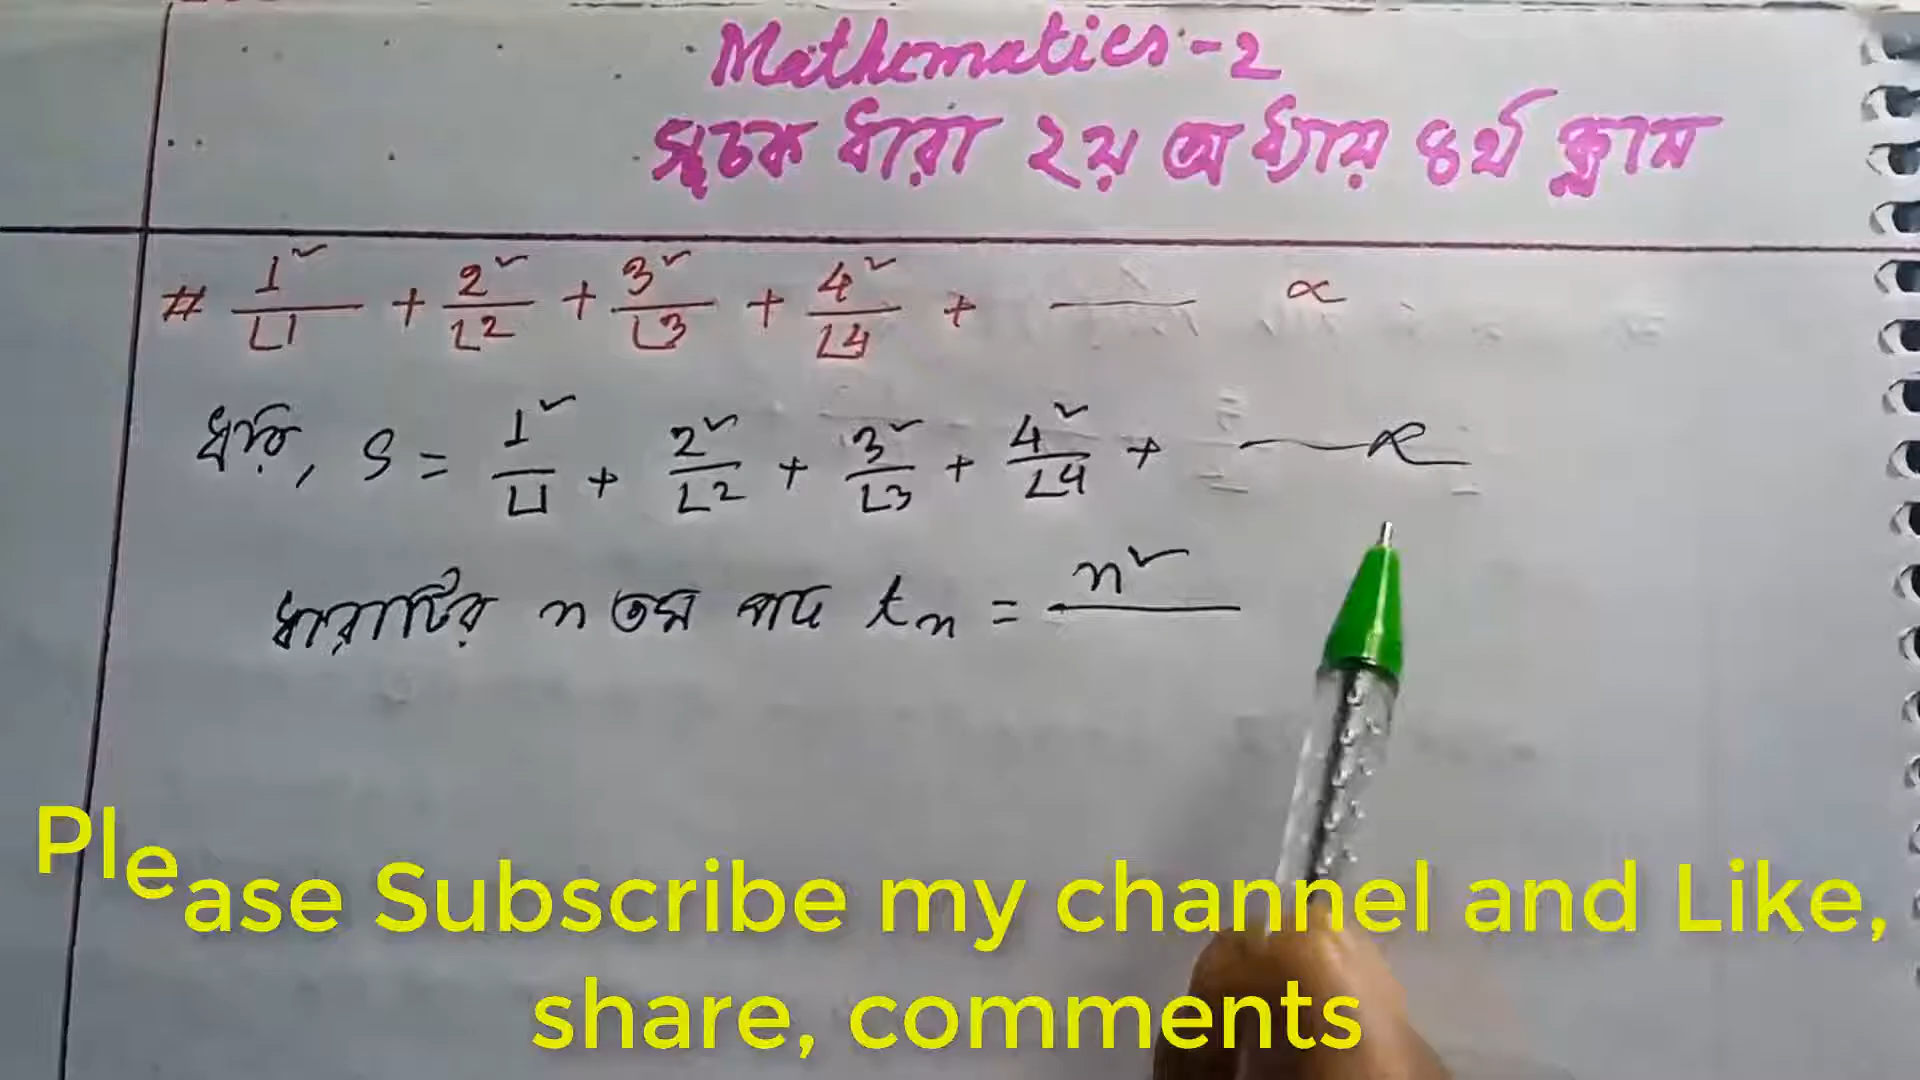 Mathematics-2
সূচক ধারা ২য় অধ্যায় ৪র্থ ক্লাস
# 1²/∟1 + 2²/∟2 + 3²/∟3 + 4²/∟4 + —— ∝
ধরি, S = 1²/∟1 + 2²/∟2 + 3²/∟3 + 4²/∟4 + —— ∝
ধারাটির n তম পদ tₙ = n²/
Please Subscribe my channel and Like,
share, comments